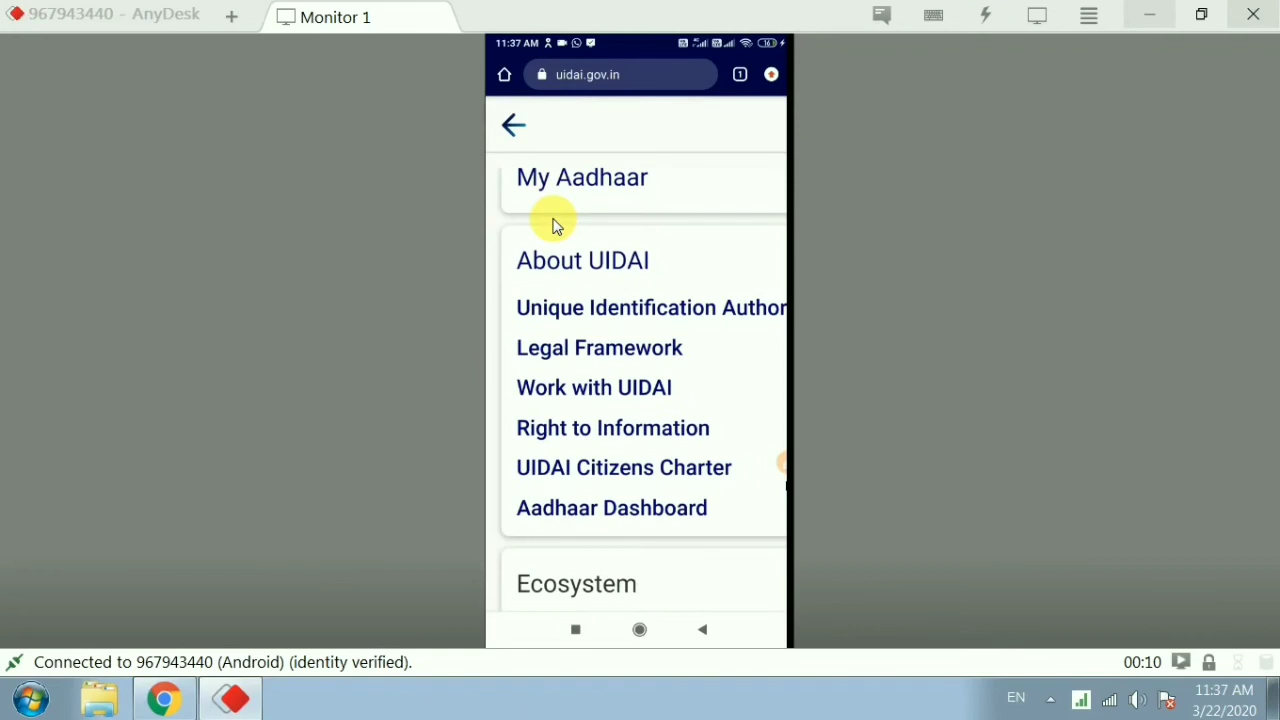 967943440 - AnyDesk
Monitor 1
11:37 AM
uidai.gov.in
1
My Aadhaar
About UIDAI
Unique Identification Author
Legal Framework
Work with UIDAI
Right to Information
UIDAI Citizens Charter
Aadhaar Dashboard
Ecosystem
Connected to 967943440 (Android) (identity verified).
00:10
EN
11:37 AM
3/22/2020